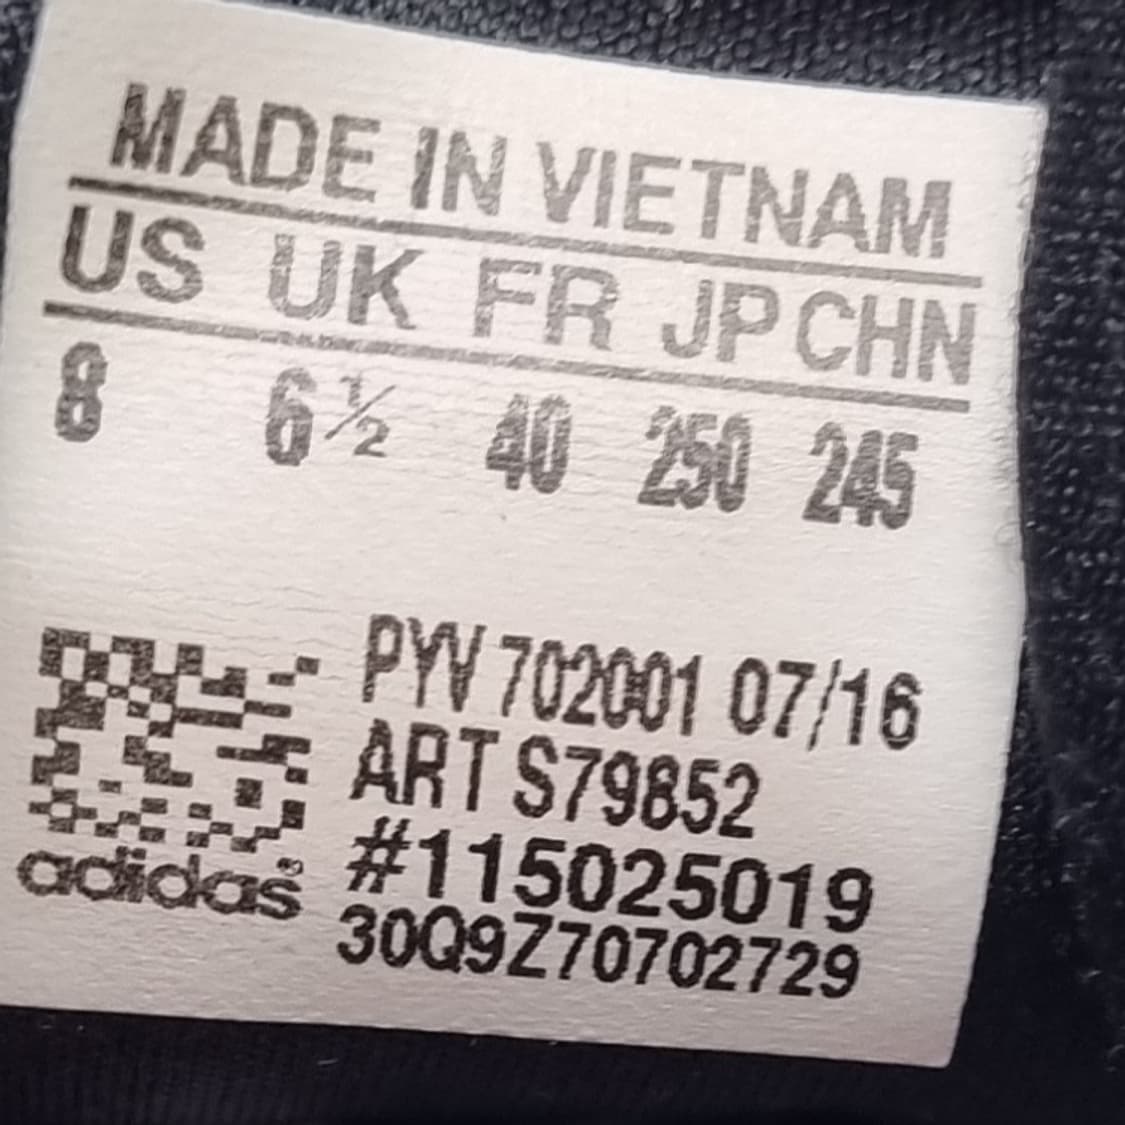 MADE IN VIETNAM
US UK FR JP CHN
8 6½ 40 250 245
PYV 702001 07/16
ART S79852
#115025019
30Q9Z70702729
adidas